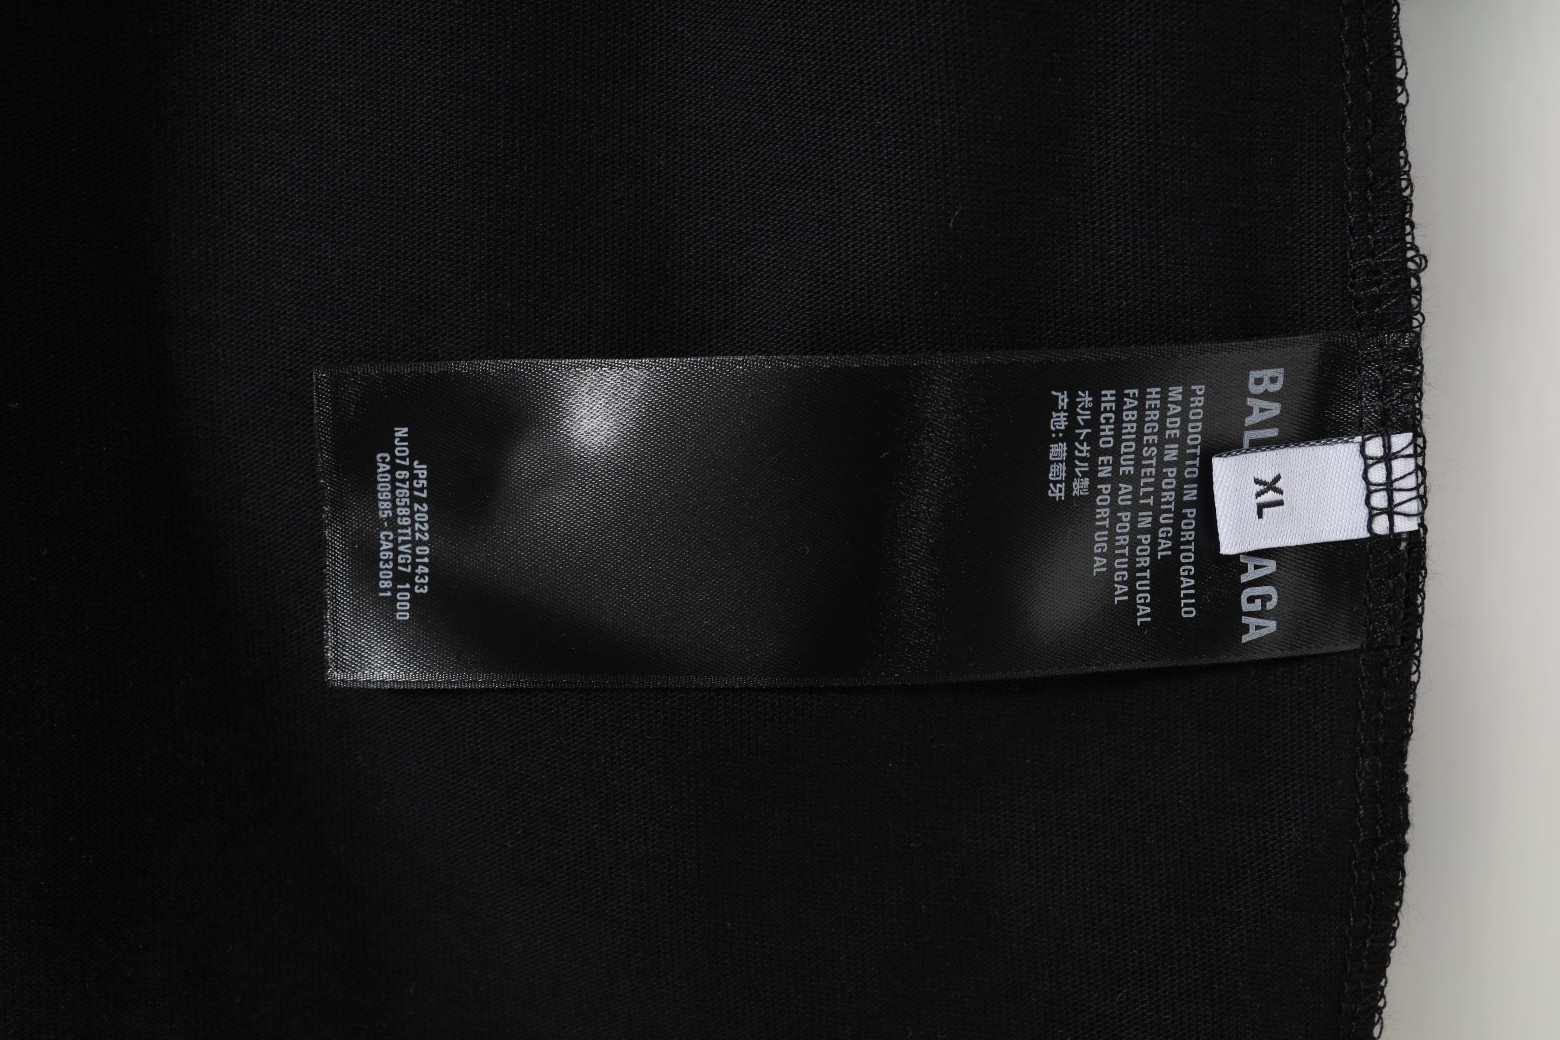 XL
BAL AGA
PRODOTTO IN PORTOGALLO
MADE IN PORTUGAL
HERGESTELLT IN PORTUGAL
FABRIQUE AU PORTUGAL
HECHO EN PORTUGAL
ポルトガル製
产地：葡萄牙
JP57 2022 01433
NJ07 676589TLVG7 1000
CA00985 - CA63081